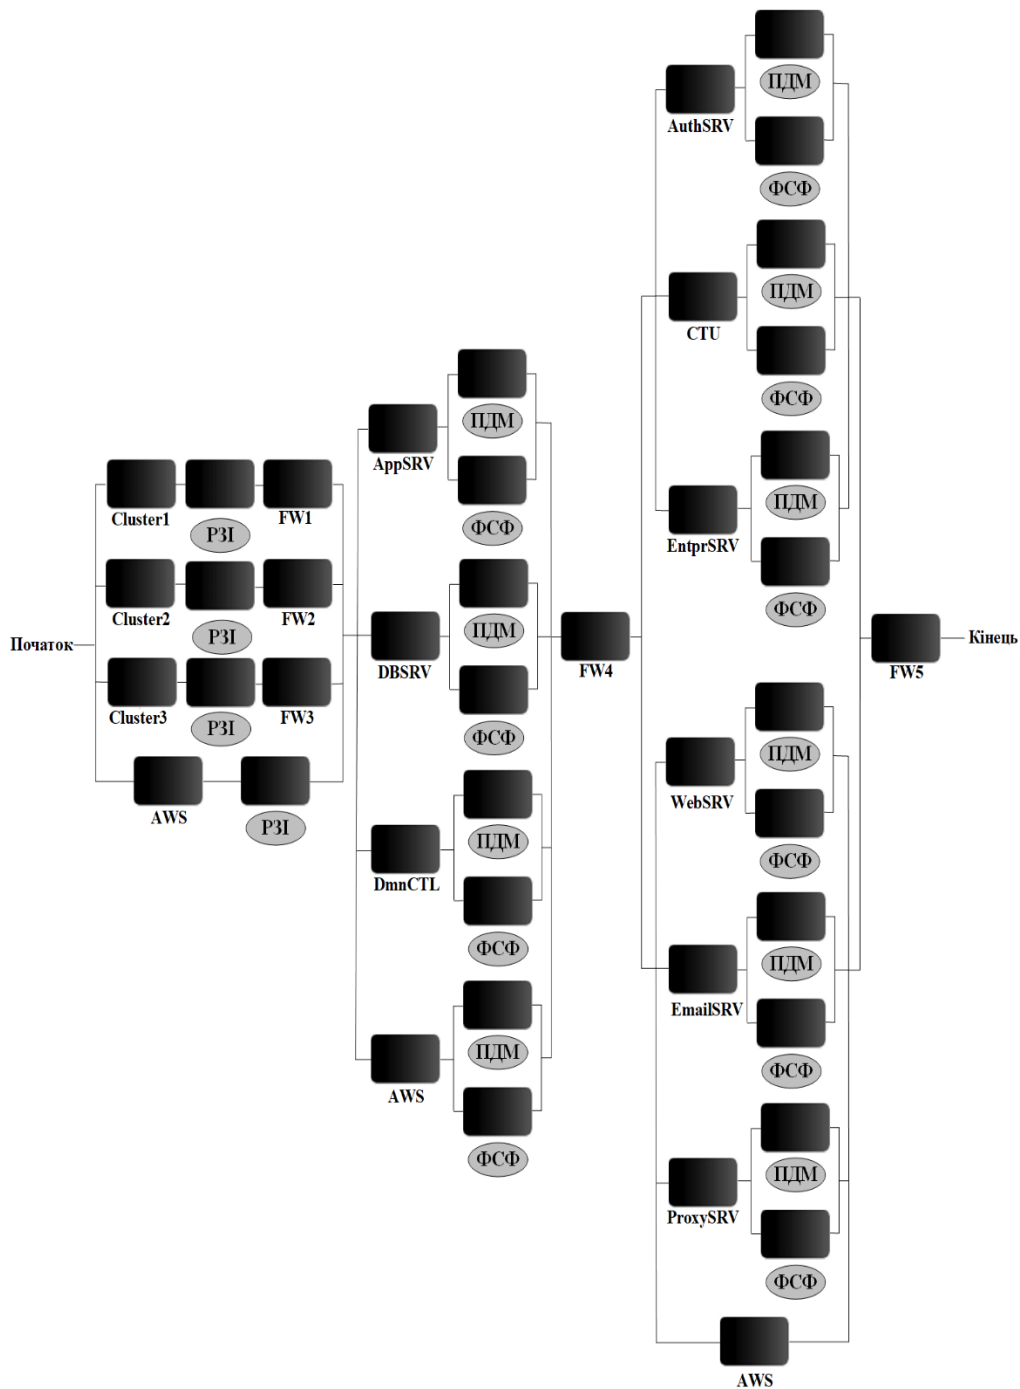 Початок
Cluster1
РЗІ
FW1
Cluster2
РЗІ
FW2
Cluster3
РЗІ
FW3
AWS
РЗІ
AppSRV
ПДМ
ФСФ
DBSRV
ПДМ
ФСФ
DmnCTL
ПДМ
ФСФ
AWS
ПДМ
ФСФ
FW4
AuthSRV
ПДМ
ФСФ
CTU
ПДМ
ФСФ
EntprSRV
ПДМ
ФСФ
WebSRV
ПДМ
ФСФ
EmailSRV
ПДМ
ФСФ
ProxySRV
ПДМ
ФСФ
AWS
FW5
Кінець